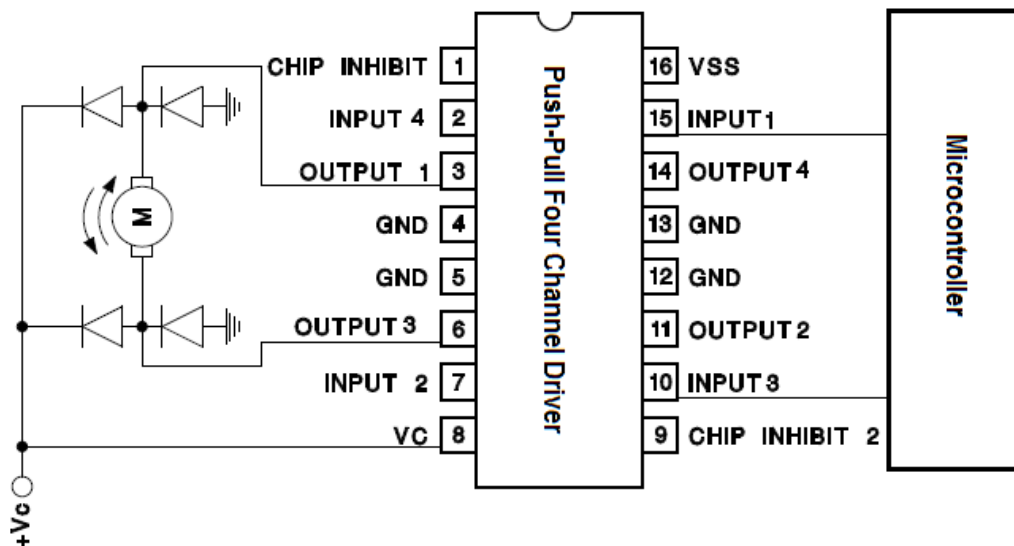 CHIP INHIBIT 1
INPUT 4 2
OUTPUT 1 3
GND 4
GND 5
OUTPUT 3 6
INPUT 2 7
VC 8
M
+Vc
Push-Pull Four Channel Driver
16 VSS
15 INPUT 1
14 OUTPUT 4
13 GND
12 GND
11 OUTPUT 2
10 INPUT 3
9 CHIP INHIBIT 2
Microcontroller